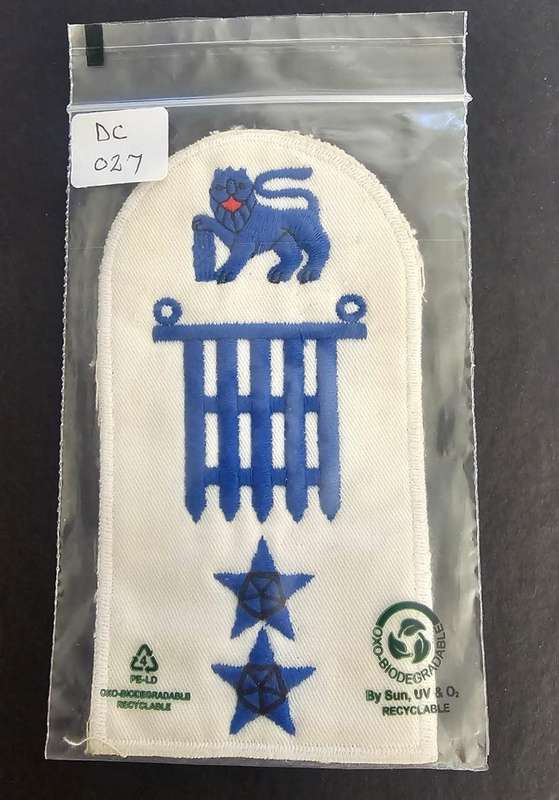 DC
027
4
PE-LD
OXO-BIODEGRADABLE
RECYCLABLE
OXO-BIODEGRADABLE
By Sun, UV & O₂
RECYCLABLE